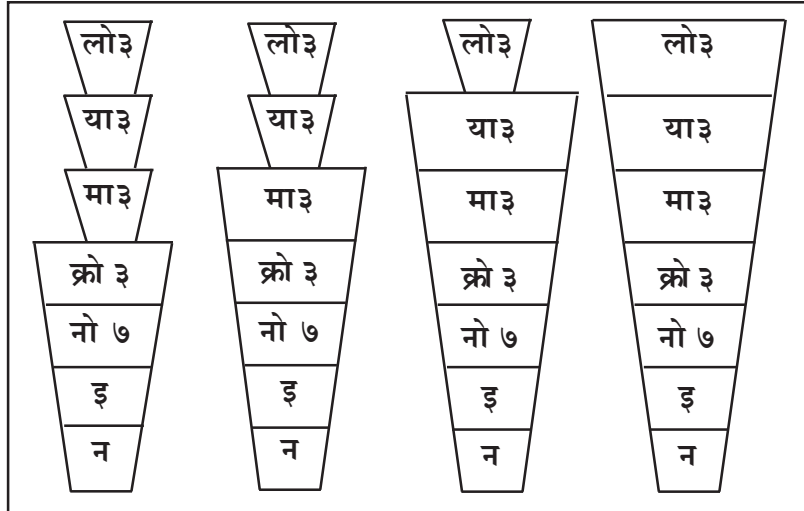 लो३ लो३ लो३ लो३
या३ या३ या३ या३
मा३ मा३ मा३ मा३
क्रो ३ क्रो ३ क्रो ३ क्रो ३
नो ७ नो ७ नो ७ नो ७
इ इ इ इ
न न न न